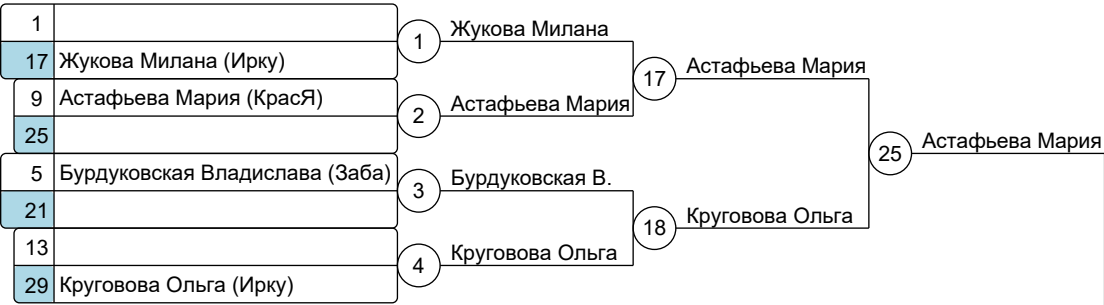 1
17 Жукова Милана (Ирку)
9 Астафьева Мария (КрасЯ)
25
5 Бурдуковская Владислава (Заба)
21
13
29 Круговова Ольга (Ирку)
1 Жукова Милана
2 Астафьева Мария
3 Бурдуковская В.
4 Круговова Ольга
17 Астафьева Мария
18 Круговова Ольга
25 Астафьева Мария